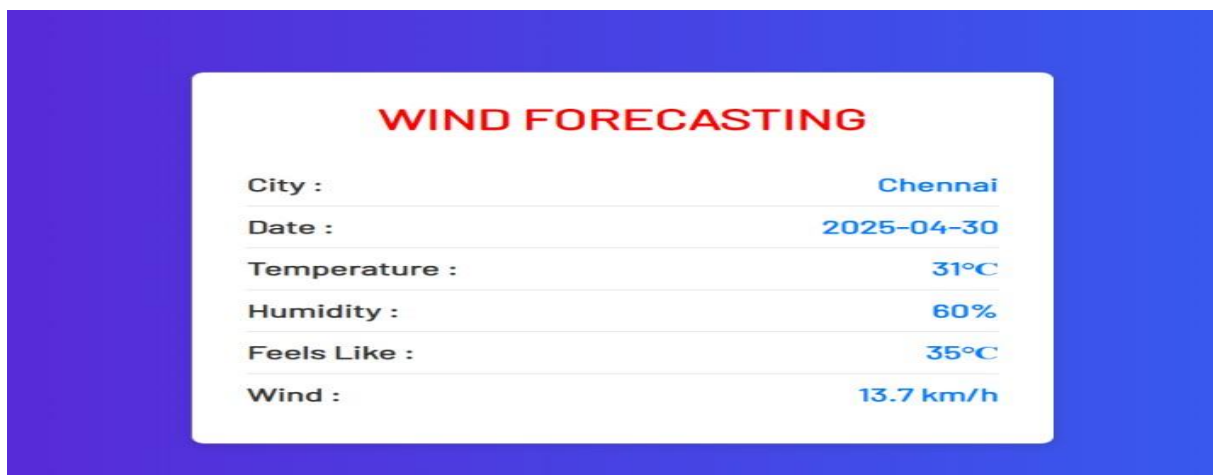 WIND FORECASTING
City : Chennai
Date : 2025-04-30
Temperature : 31°C
Humidity : 60%
Feels Like : 35°C
Wind : 13.7 km/h